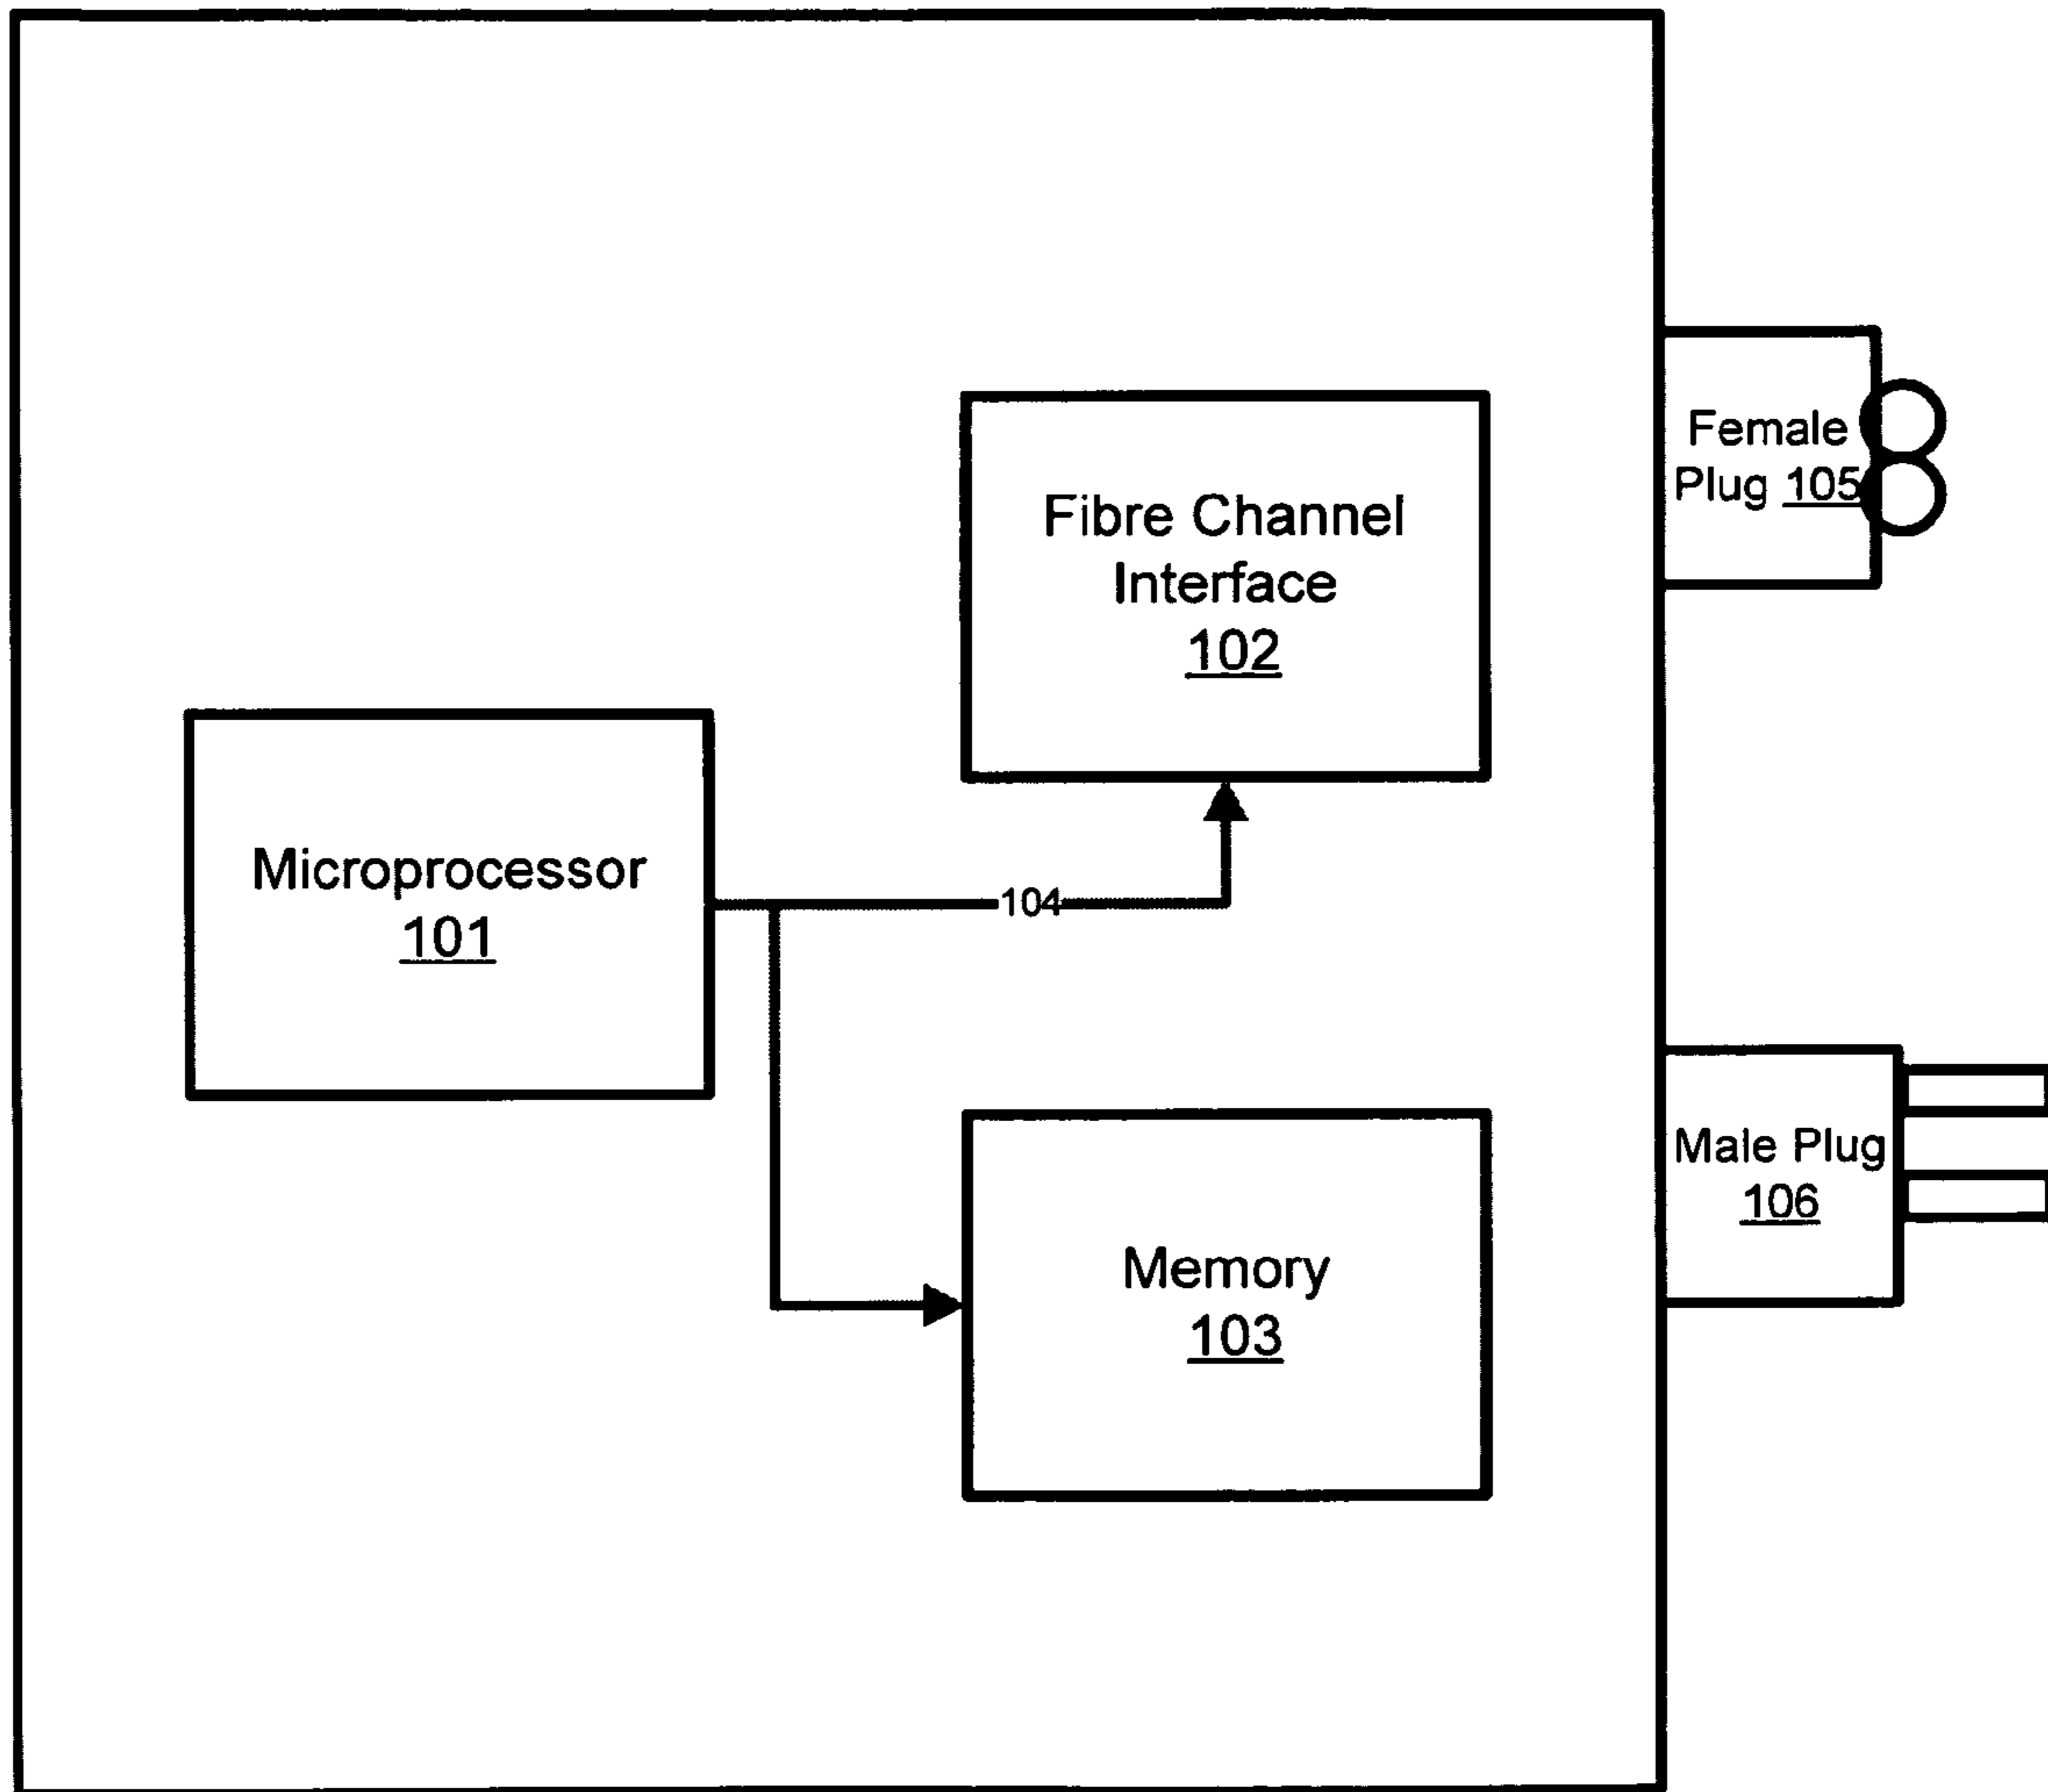 Female
Plug 105
Fibre Channel
Interface
102
Microprocessor
101
104
Male Plug
106
Memory
103